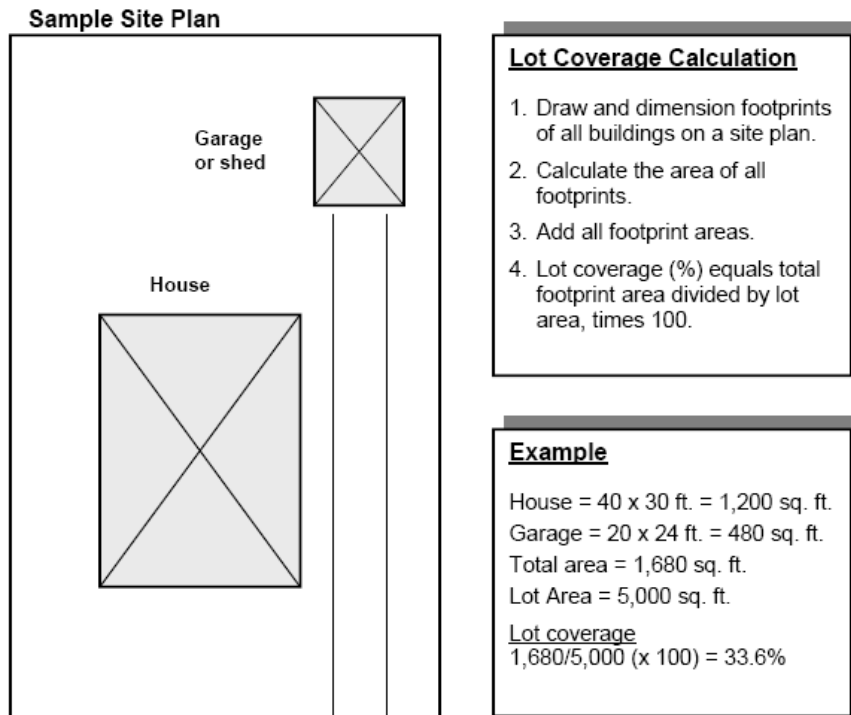 Sample Site Plan
Garage
or shed
House
Lot Coverage Calculation
1. Draw and dimension footprints
of all buildings on a site plan.
2. Calculate the area of all
footprints.
3. Add all footprint areas.
4. Lot coverage (%) equals total
footprint area divided by lot
area, times 100.
Example
House = 40 x 30 ft. = 1,200 sq. ft.
Garage = 20 x 24 ft. = 480 sq. ft.
Total area = 1,680 sq. ft.
Lot Area = 5,000 sq. ft.
Lot coverage
1,680/5,000 (x 100) = 33.6%